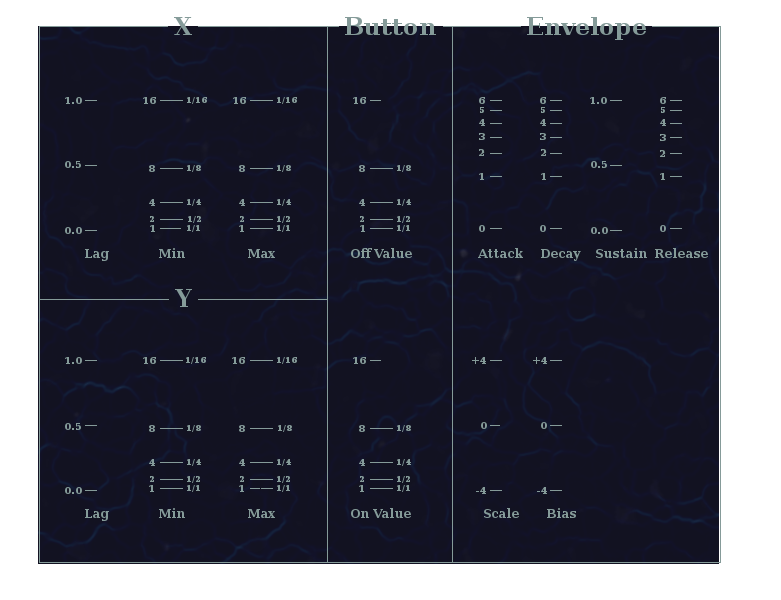 X Button Envelope
1.0 16 1/16 16 1/16 16 6 6 1.0 6
5 5 5
4 4 4
3 3 3
0.5 8 1/8 8 1/8 8 1/8 2 2 0.5 2
1 1 1
4 1/4 4 1/4 4 1/4
2 1/2 2 1/2 2 1/2
0.0 1 1/1 1 1/1 1 1/1 0 0 0.0 0
Lag Min Max Off Value Attack Decay Sustain Release
Y
1.0 16 1/16 16 1/16 16 +4 +4
0.5 8 1/8 8 1/8 8 1/8 0 0
4 1/4 4 1/4 4 1/4
2 1/2 2 1/2 2 1/2
0.0 1 1/1 1 1/1 1 1/1 -4 -4
Lag Min Max On Value Scale Bias